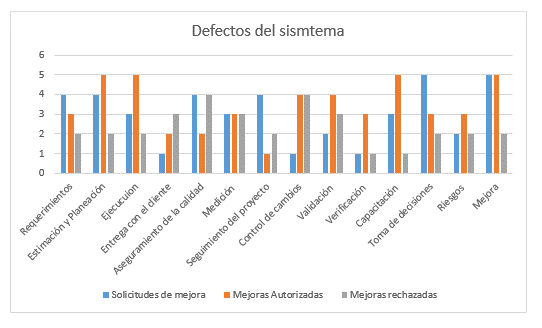 Defectos del sismtema
6
5
4
3
2
1
0
Requerimientos
Estimación y Planeación
Ejecucuion
Entrega con el cliente
Aseguramiento de la calidad
Medición
Seguimiento del proyecto
Control de cambios
Validación
Verificación
Capacitación
Toma de decisiones
Riesgos
Mejora
Solicitudes de mejora Mejoras Autorizadas Mejoras rechazadas